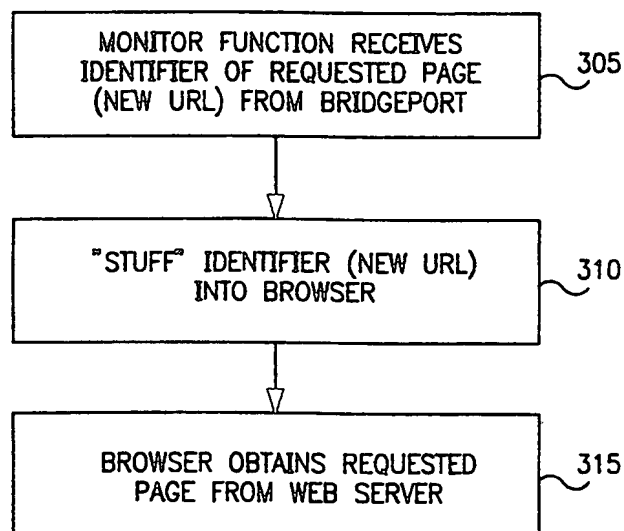 MONITOR FUNCTION RECEIVES
IDENTIFIER OF REQUESTED PAGE
(NEW URL) FROM BRIDGEPORT
305
"STUFF" IDENTIFIER (NEW URL)
INTO BROWSER
310
BROWSER OBTAINS REQUESTED
PAGE FROM WEB SERVER
315